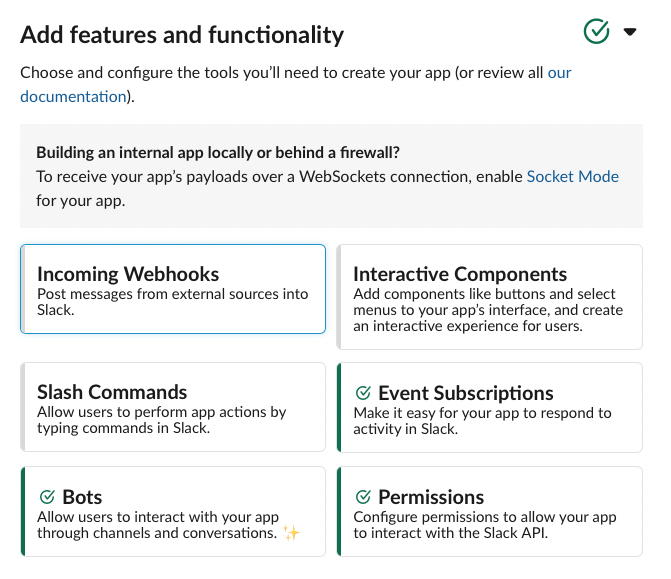 Add features and functionality
Choose and configure the tools you’ll need to create your app (or review all our
documentation).
Building an internal app locally or behind a firewall?
To receive your app’s payloads over a WebSockets connection, enable Socket Mode
for your app.
Incoming Webhooks
Post messages from external sources into
Slack.
Interactive Components
Add components like buttons and select
menus to your app’s interface, and create
an interactive experience for users.
Slash Commands
Allow users to perform app actions by
typing commands in Slack.
Event Subscriptions
Make it easy for your app to respond to
activity in Slack.
Bots
Allow users to interact with your app
through channels and conversations. ✨
Permissions
Configure permissions to allow your app
to interact with the Slack API.